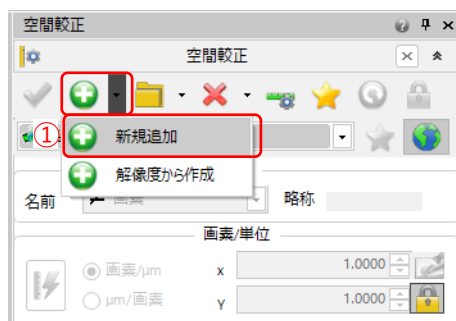 空間較正
空間較正
①
新規追加
解像度から作成
名前 画素 略称
画素/単位
画素/μm x 1.0000
μm/画素 Y 1.0000